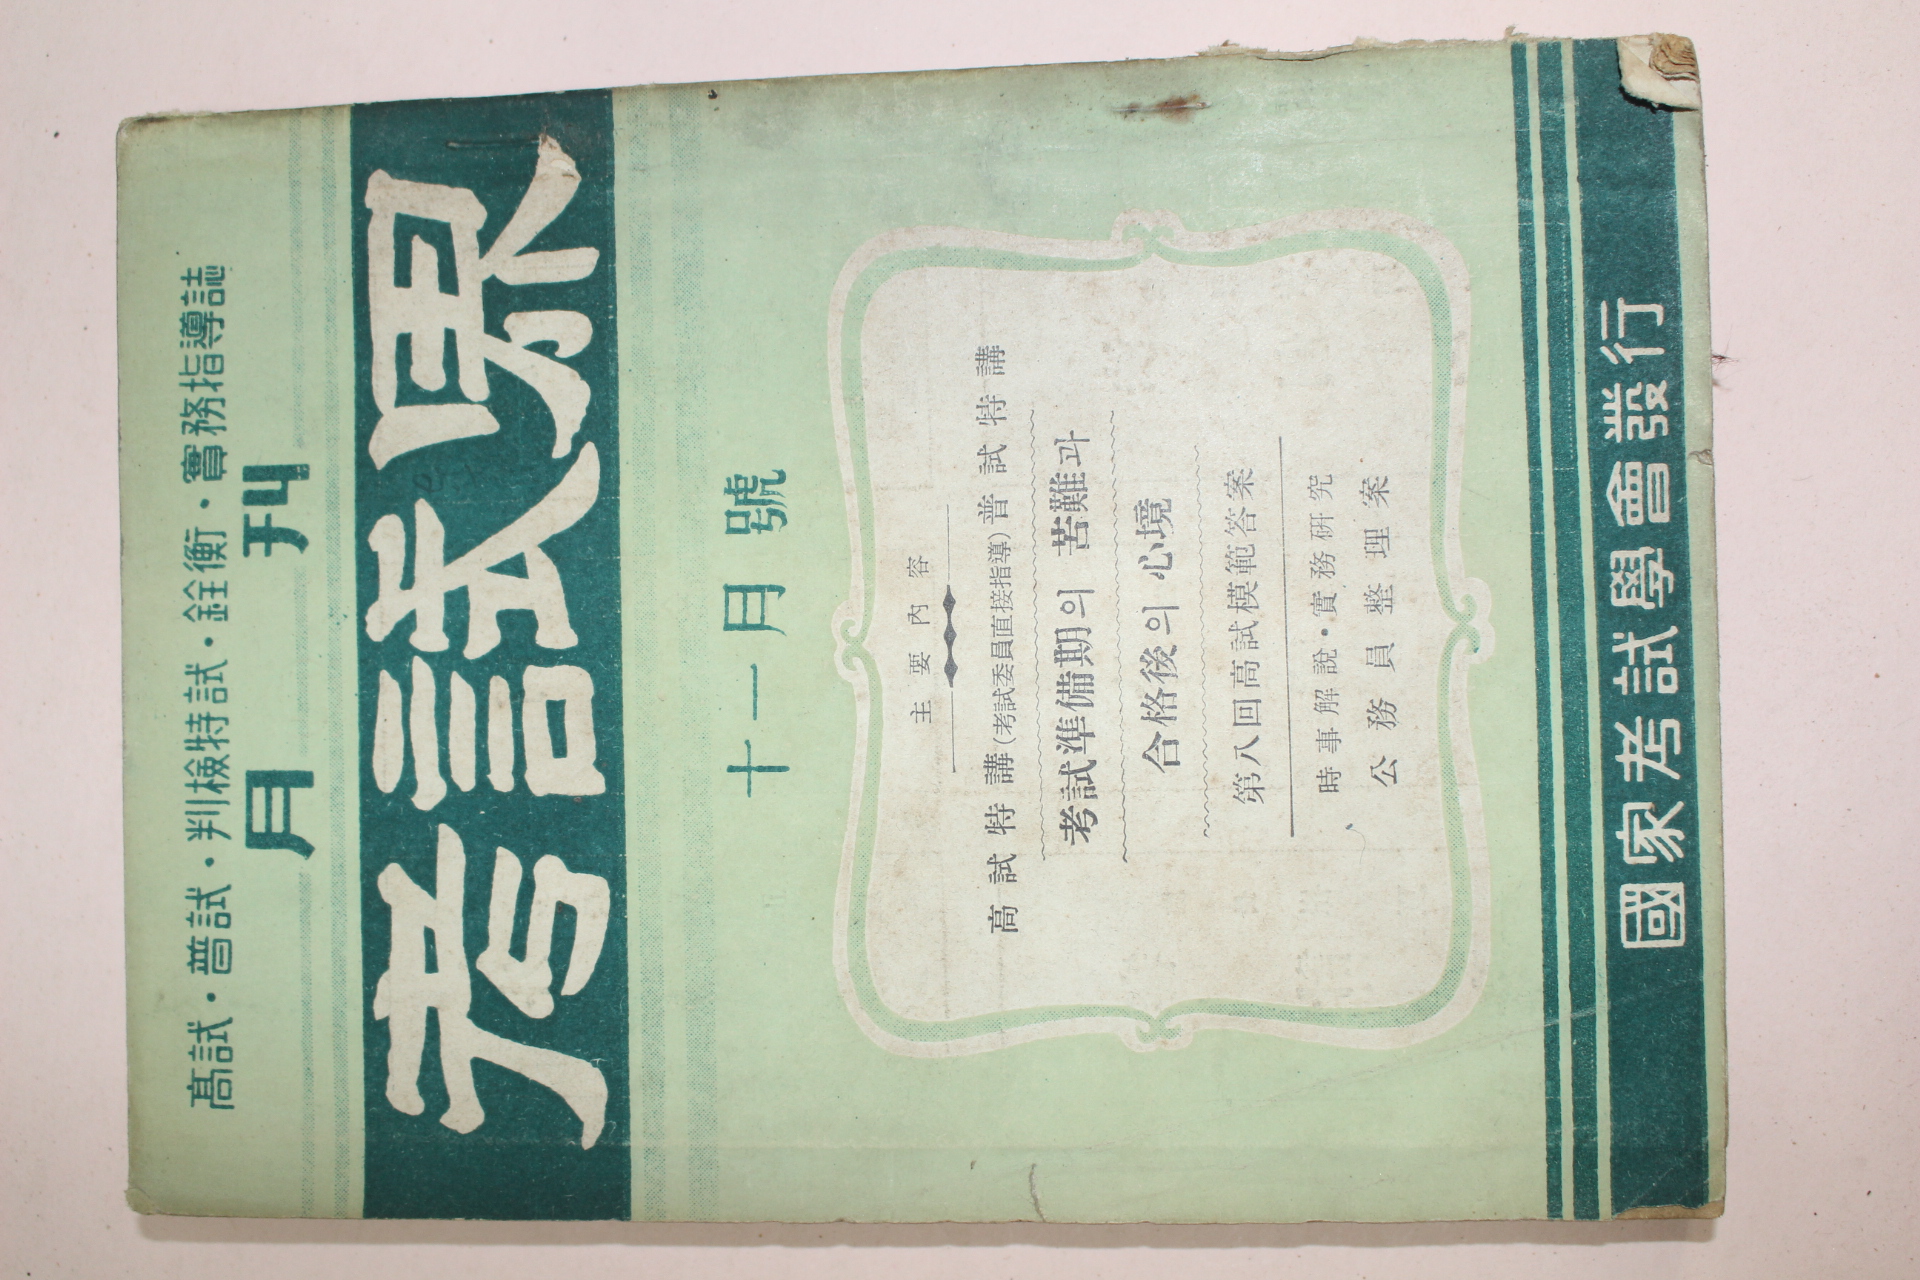 高試・普試・判檢特試・銓衡・實務指導誌
月刊
考試界
十一月號
主要內容
高試特講(考試委員直接指導)普試特講
考試準備期의 苦難과
合格後의 心境
第八回高試模範答案
時事解說・實務硏究
公務員整理案
國家考試學會發行